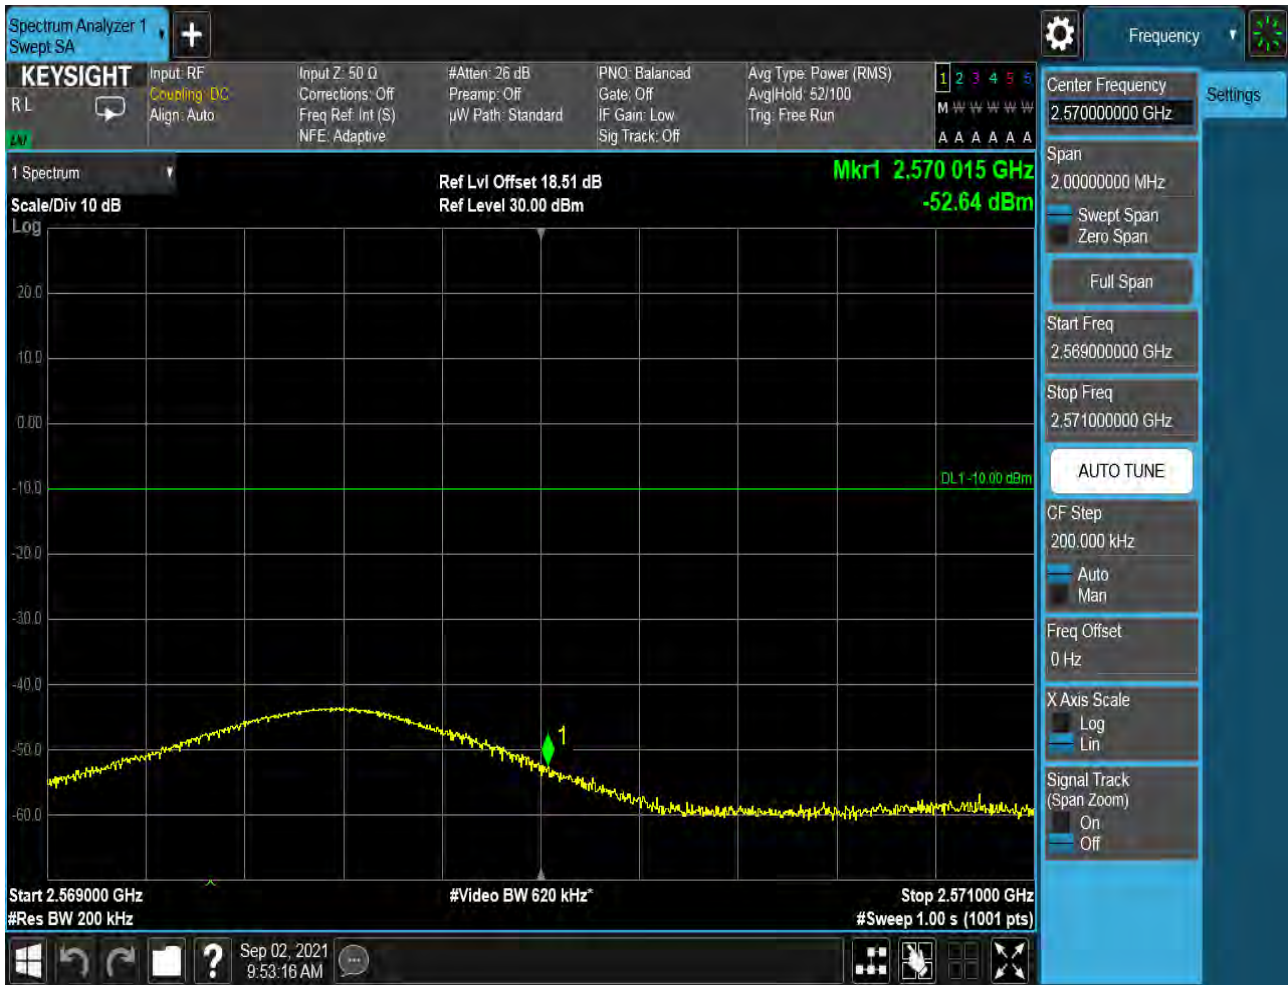 Spectrum Analyzer 1
Swept SA
Frequency
KEYSIGHT
R L
Input: RF
Coupling: DC
Align: Auto
Input Z: 50 Ω
Corrections: Off
Freq Ref: Int (S)
NFE: Adaptive
#Atten: 26 dB
Preamp: Off
µW Path: Standard
PNO: Balanced
Gate: Off
IF Gain: Low
Sig Track: Off
Avg Type: Power (RMS)
Avg|Hold: 52/100
Trig: Free Run
1 2 3 4 5 6
M W W W W W
A A A A A A
1 Spectrum
Scale/Div 10 dB
Log
Ref Lvl Offset 18.51 dB
Ref Level 30.00 dBm
Mkr1 2.570 015 GHz
-52.64 dBm
20.0
10.0
0.00
-10.0
DL1 -10.00 dBm
-20.0
-30.0
-40.0
-50.0
-60.0
1
Start 2.569000 GHz
#Res BW 200 kHz
#Video BW 620 kHz*
Stop 2.571000 GHz
#Sweep 1.00 s (1001 pts)
Center Frequency
2.570000000 GHz
Settings
Span
2.00000000 MHz
Swept Span
Zero Span
Full Span
Start Freq
2.569000000 GHz
Stop Freq
2.571000000 GHz
AUTO TUNE
CF Step
200.000 kHz
Auto
Man
Freq Offset
0 Hz
X Axis Scale
Log
Lin
Signal Track
(Span Zoom)
On
Off
?
Sep 02, 2021
9:53:16 AM